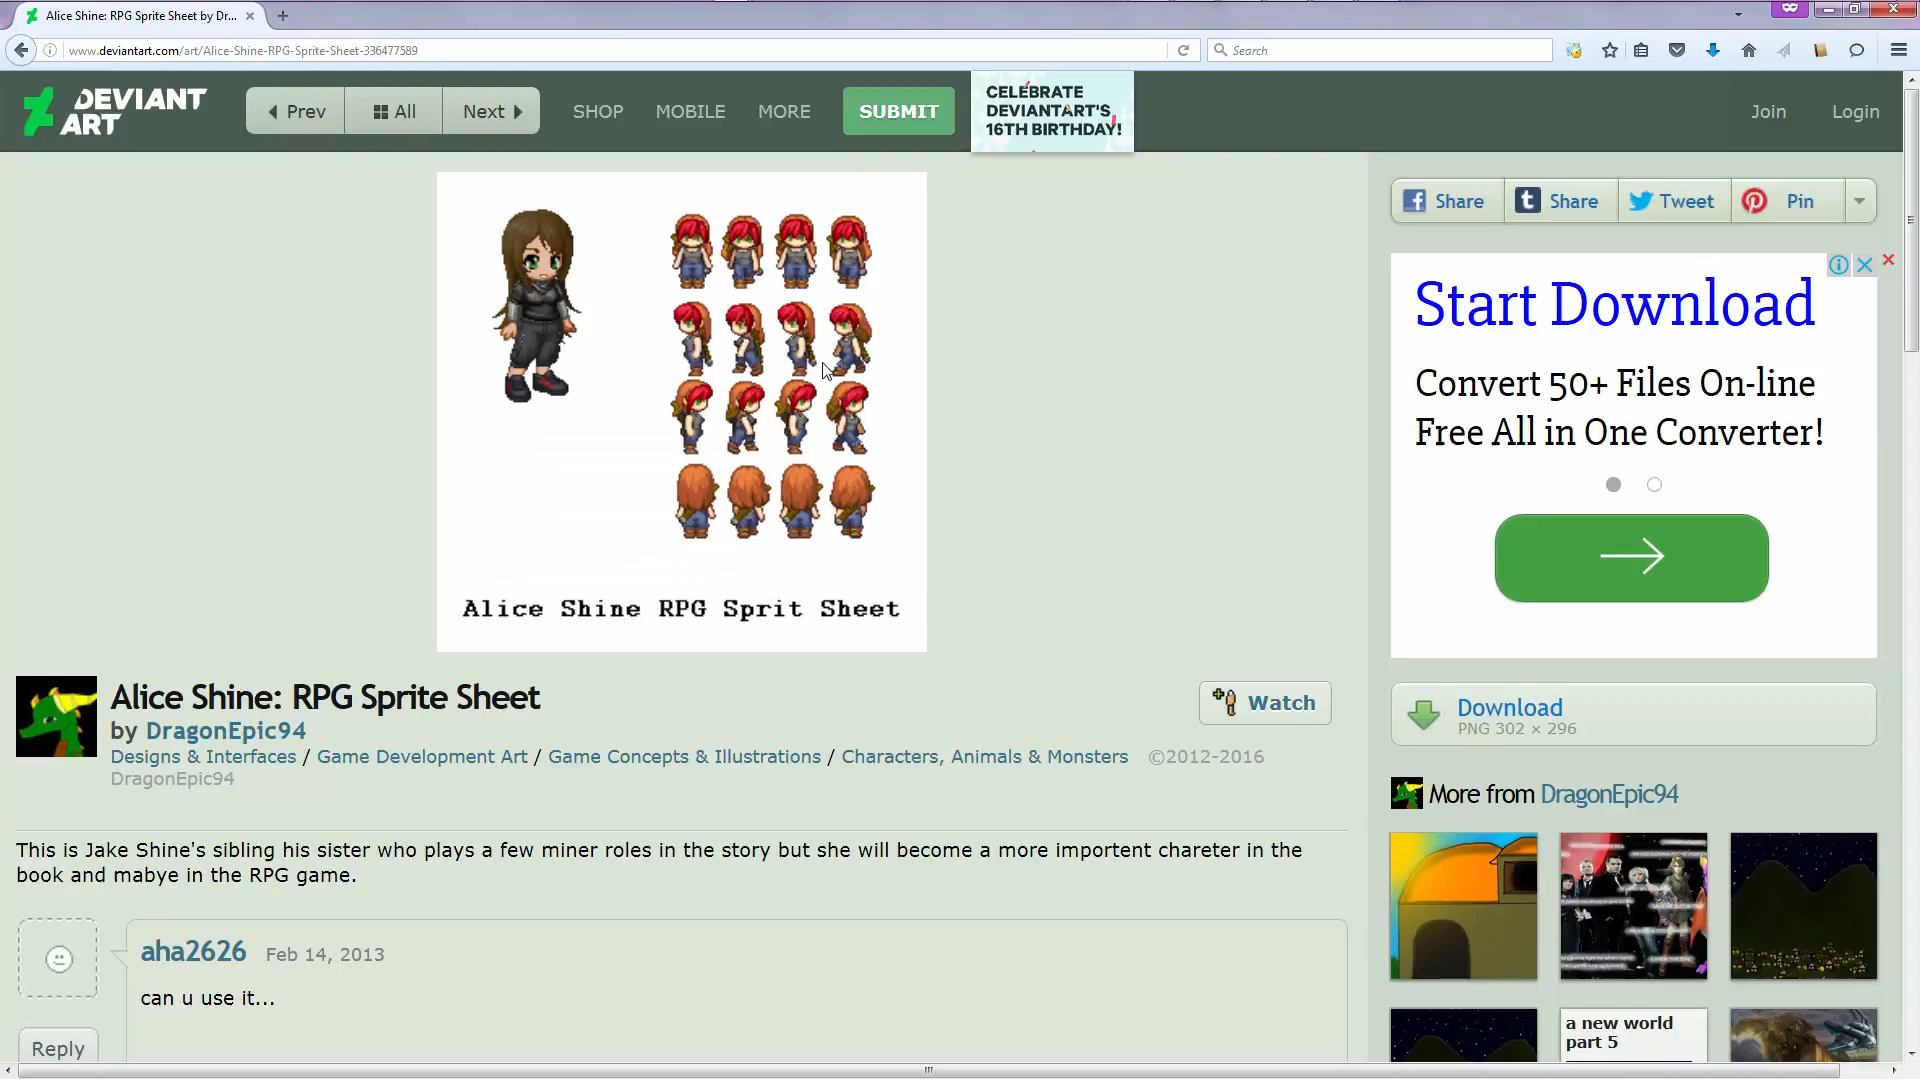 Alice Shine: RPG Sprite Sheet by Dr...
www.deviantart.com/art/Alice-Shine-RPG-Sprite-Sheet-336477589
Search
DEVIANT
ART
Prev
All
Next
SHOP
MOBILE
MORE
SUBMIT
CELEBRATE
DEVIANTART'S
16TH BIRTHDAY!
Join
Login
Share
Share
Tweet
Pin
Start Download
Convert 50+ Files On-line
Free All in One Converter!
Alice Shine RPG Sprit Sheet
Alice Shine: RPG Sprite Sheet
by DragonEpic94
Designs & Interfaces / Game Development Art / Game Concepts & Illustrations / Characters, Animals & Monsters ©2012-2016
DragonEpic94
Watch
Download
PNG 302 × 296
More from DragonEpic94
This is Jake Shine's sibling his sister who plays a few miner roles in the story but she will become a more importent chareter in the
book and mabye in the RPG game.
aha2626 Feb 14, 2013
can u use it...
Reply
a new world
part 5